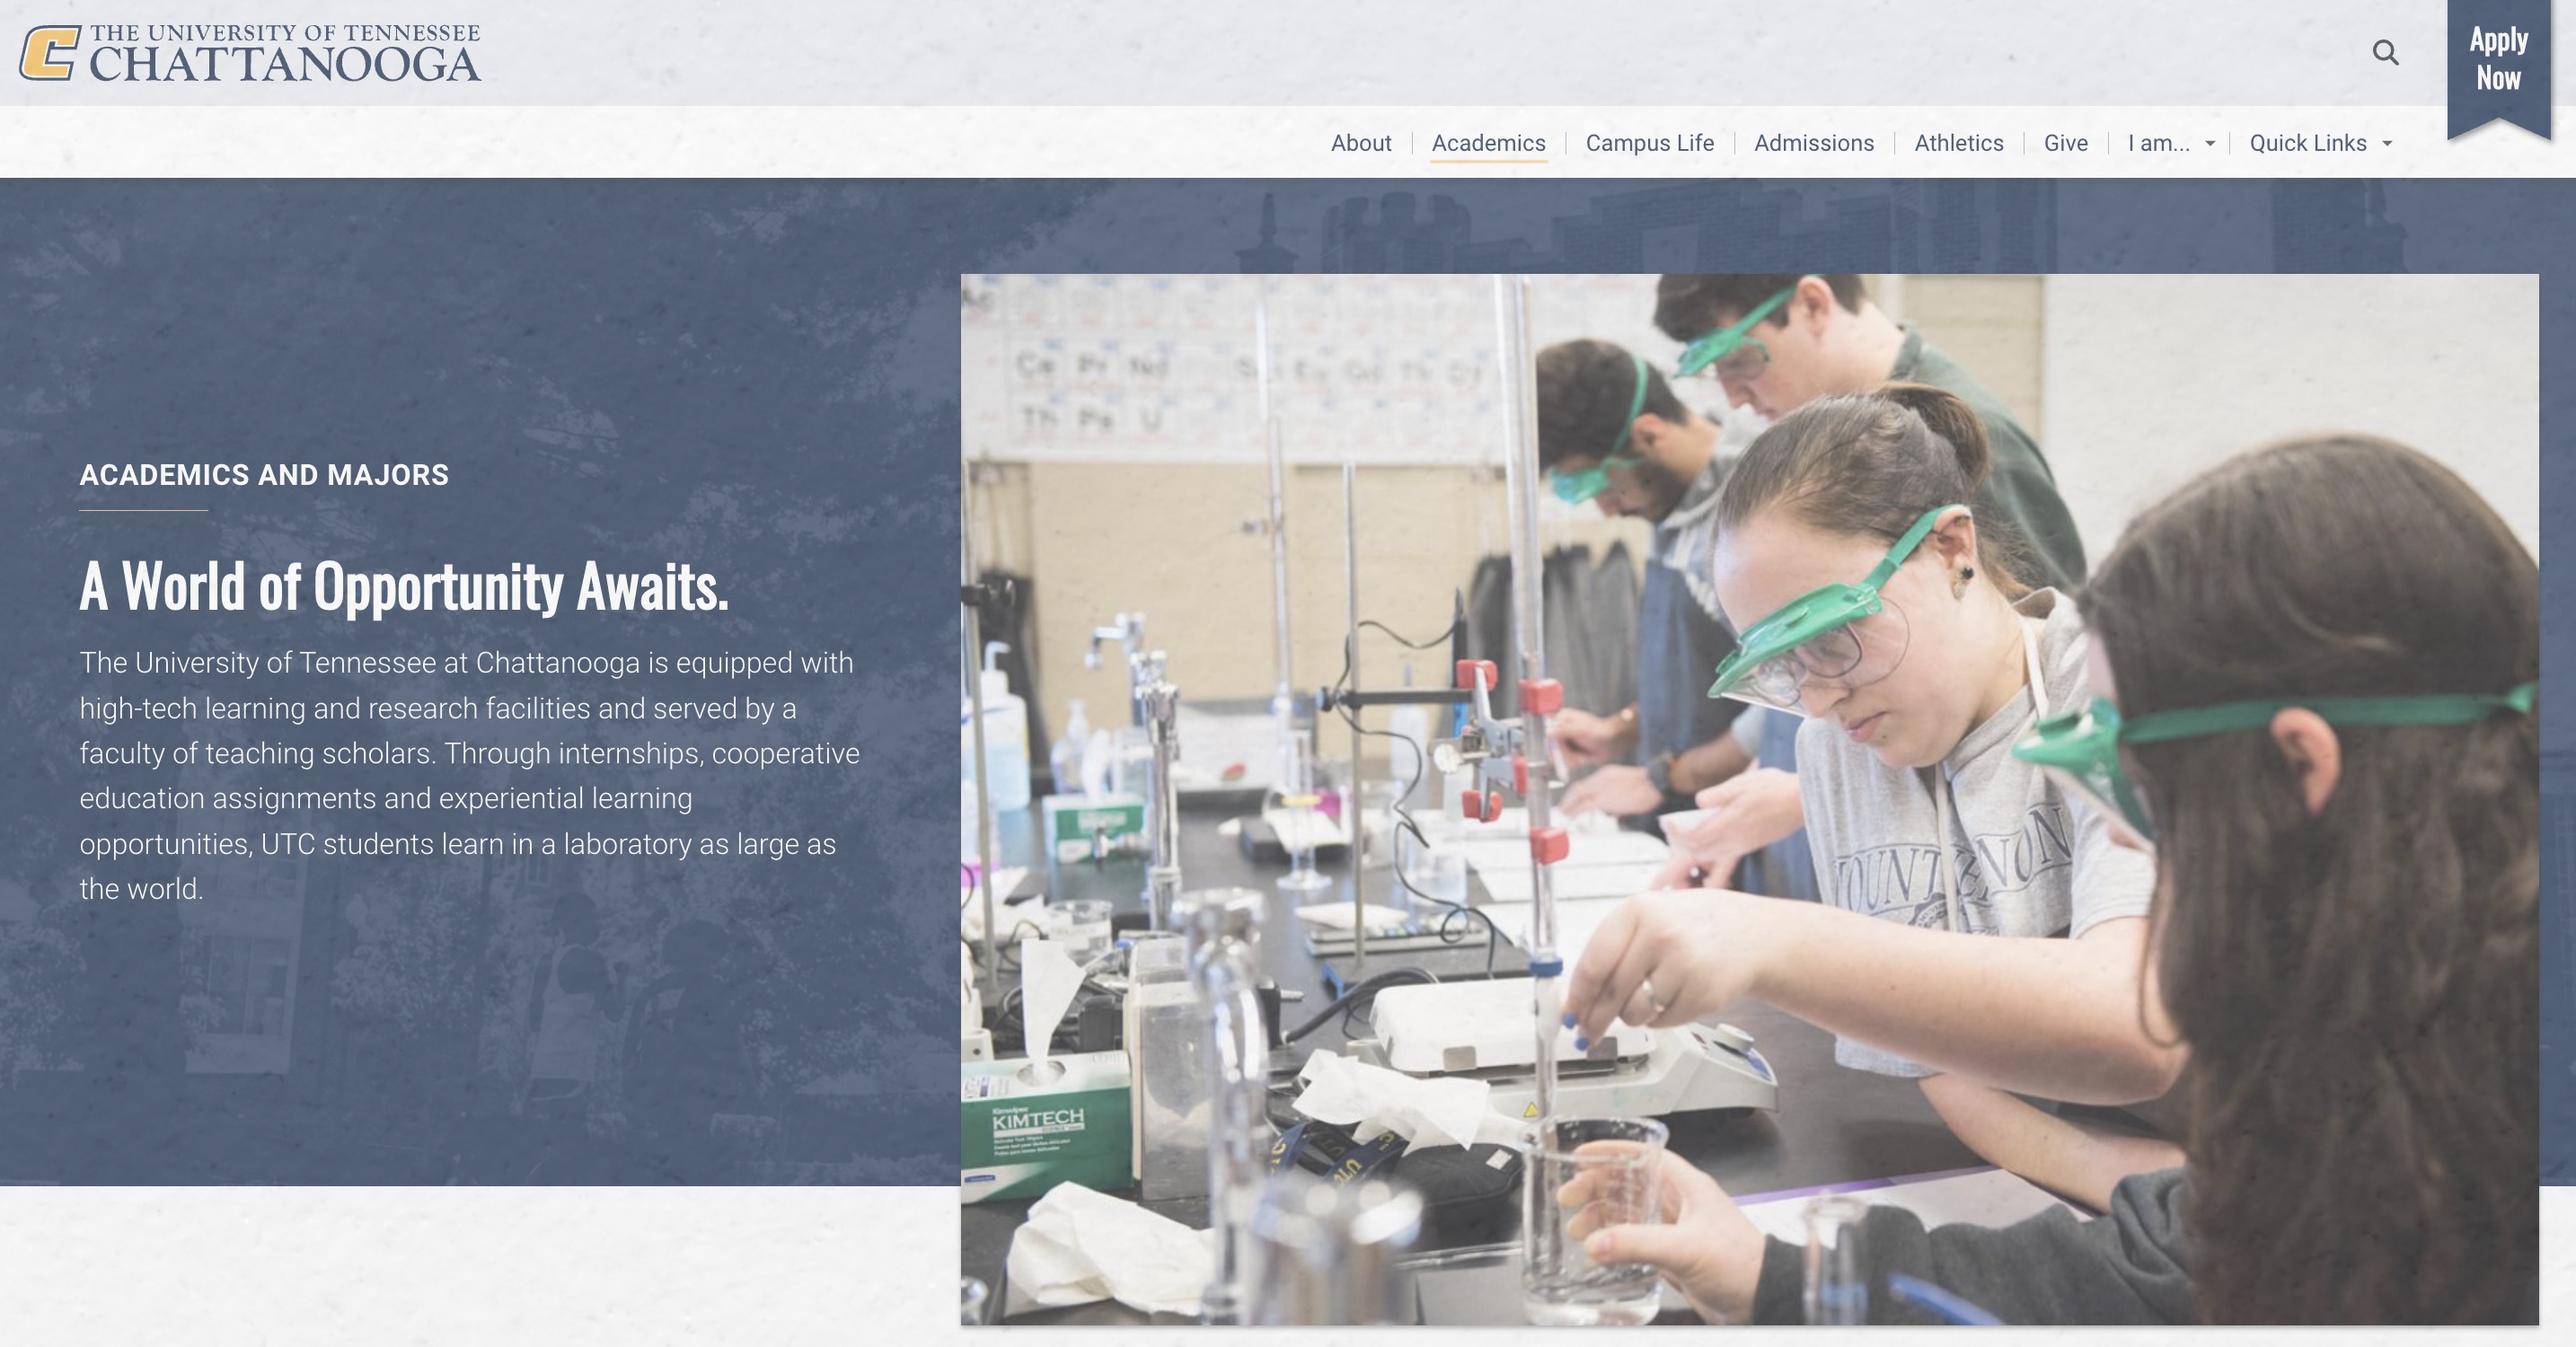 THE UNIVERSITY OF TENNESSEE
CHATTANOOGA
Apply
Now
About
Academics
Campus Life
Admissions
Athletics
Give
I am...
Quick Links
ACADEMICS AND MAJORS
A World of Opportunity Awaits.
The University of Tennessee at Chattanooga is equipped with
high-tech learning and research facilities and served by a
faculty of teaching scholars. Through internships, cooperative
education assignments and experiential learning
opportunities, UTC students learn in a laboratory as large as
the world.
Ce Pr Nd
Th Pa U
KIMTECH
UTC